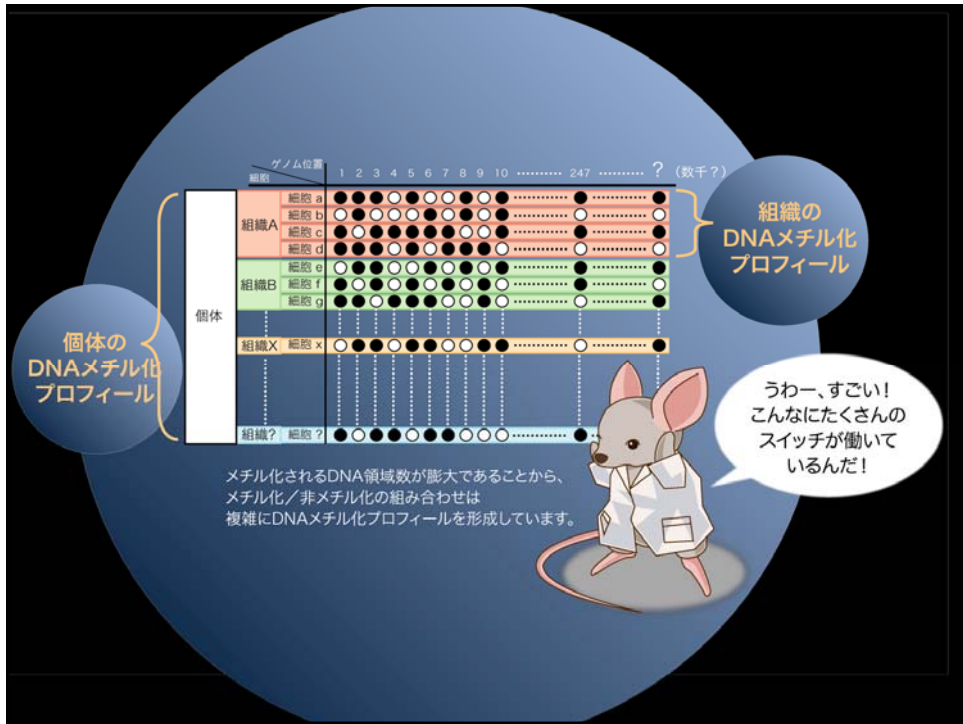 ゲノム位置
細胞
1 2 3 4 5 6 7 8 9 10 ·········· 247 ·········· ? (数千?)
個体
組織A
細胞 a
細胞 b
細胞 c
細胞 d
組織B
細胞 e
細胞 f
細胞 g
組織X 細胞 x
組織? 細胞 ?
組織の
DNAメチル化
プロフィール
個体の
DNAメチル化
プロフィール
うわー、すごい!
こんなにたくさんの
スイッチが働いて
いるんだ!
メチル化されるDNA領域数が膨大であることから、
メチル化／非メチル化の組み合わせは
複雑にDNAメチル化プロフィールを形成しています。